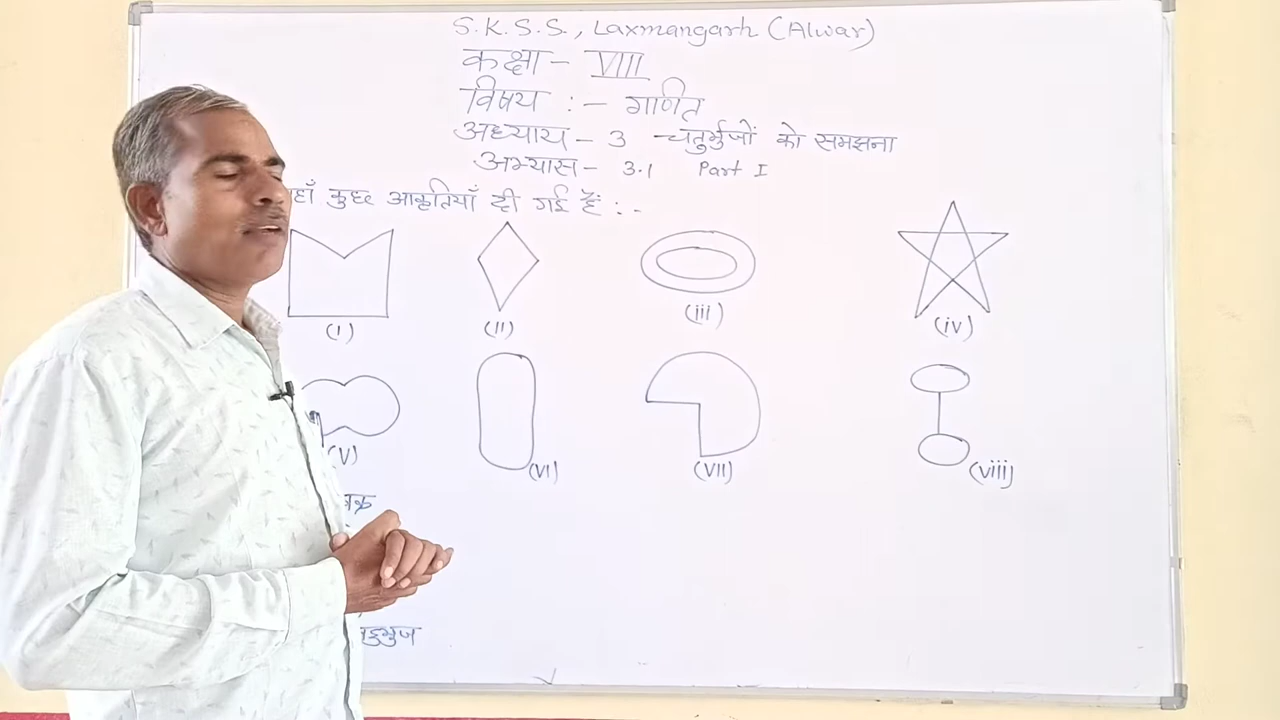 S.K.S.S., Laxmangarh (Alwar)
कक्षा - VIII
विषय :- गणित
अध्याय - 3 चतुर्भुजों को समझना
अभ्यास - 3.1 Part I
कुछ आकृतियाँ दी गई हैं :-
(I) (II) (iii) (iv)
(V) (VI) (VII) (viii)